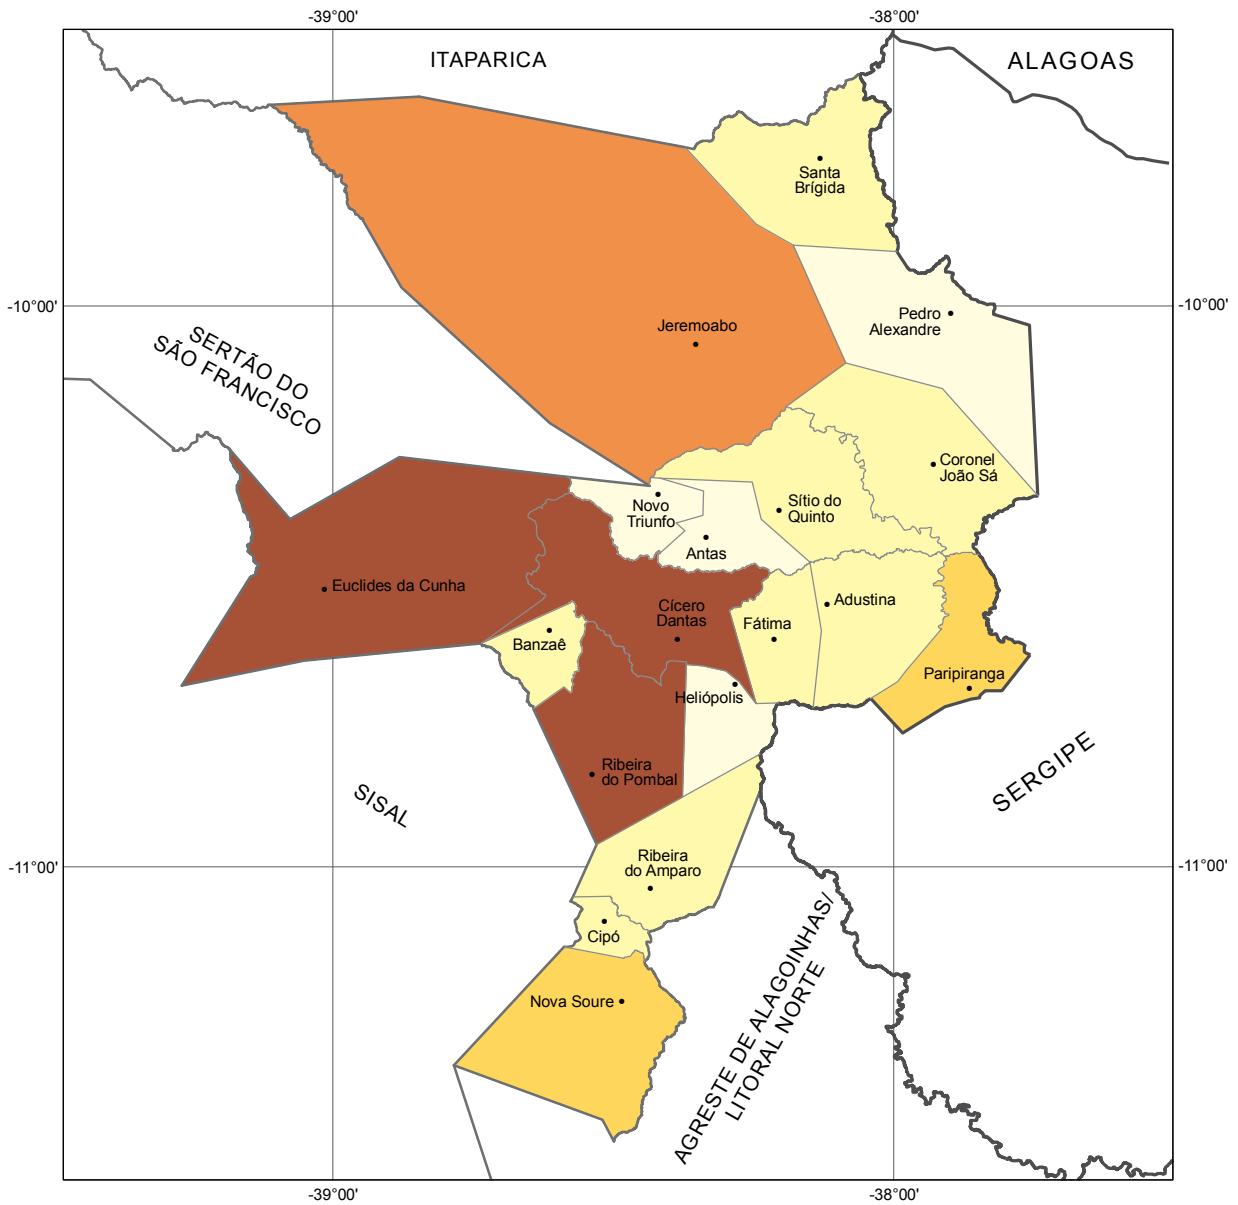 -39°00'
-38°00'
ITAPARICA
ALAGOAS
Santa
Brígida
-10°00'
-10°00'
Pedro
Alexandre
Jeremoabo
SERTÃO DO
SÃO FRANCISCO
Coronel
João Sá
Sítio do
Quinto
Novo
Triunfo
Antas
Euclides da Cunha
Cícero
Dantas
Adustina
Fátima
Banzaê
Paripiranga
Heliópolis
Ribeira
do Pombal
SERGIPE
SISAL
Ribeira
do Amparo
-11°00'
-11°00'
Cipó
Nova Soure
AGRESTE DE ALAGOINHAS/
LITORAL NORTE
-39°00'
-38°00'